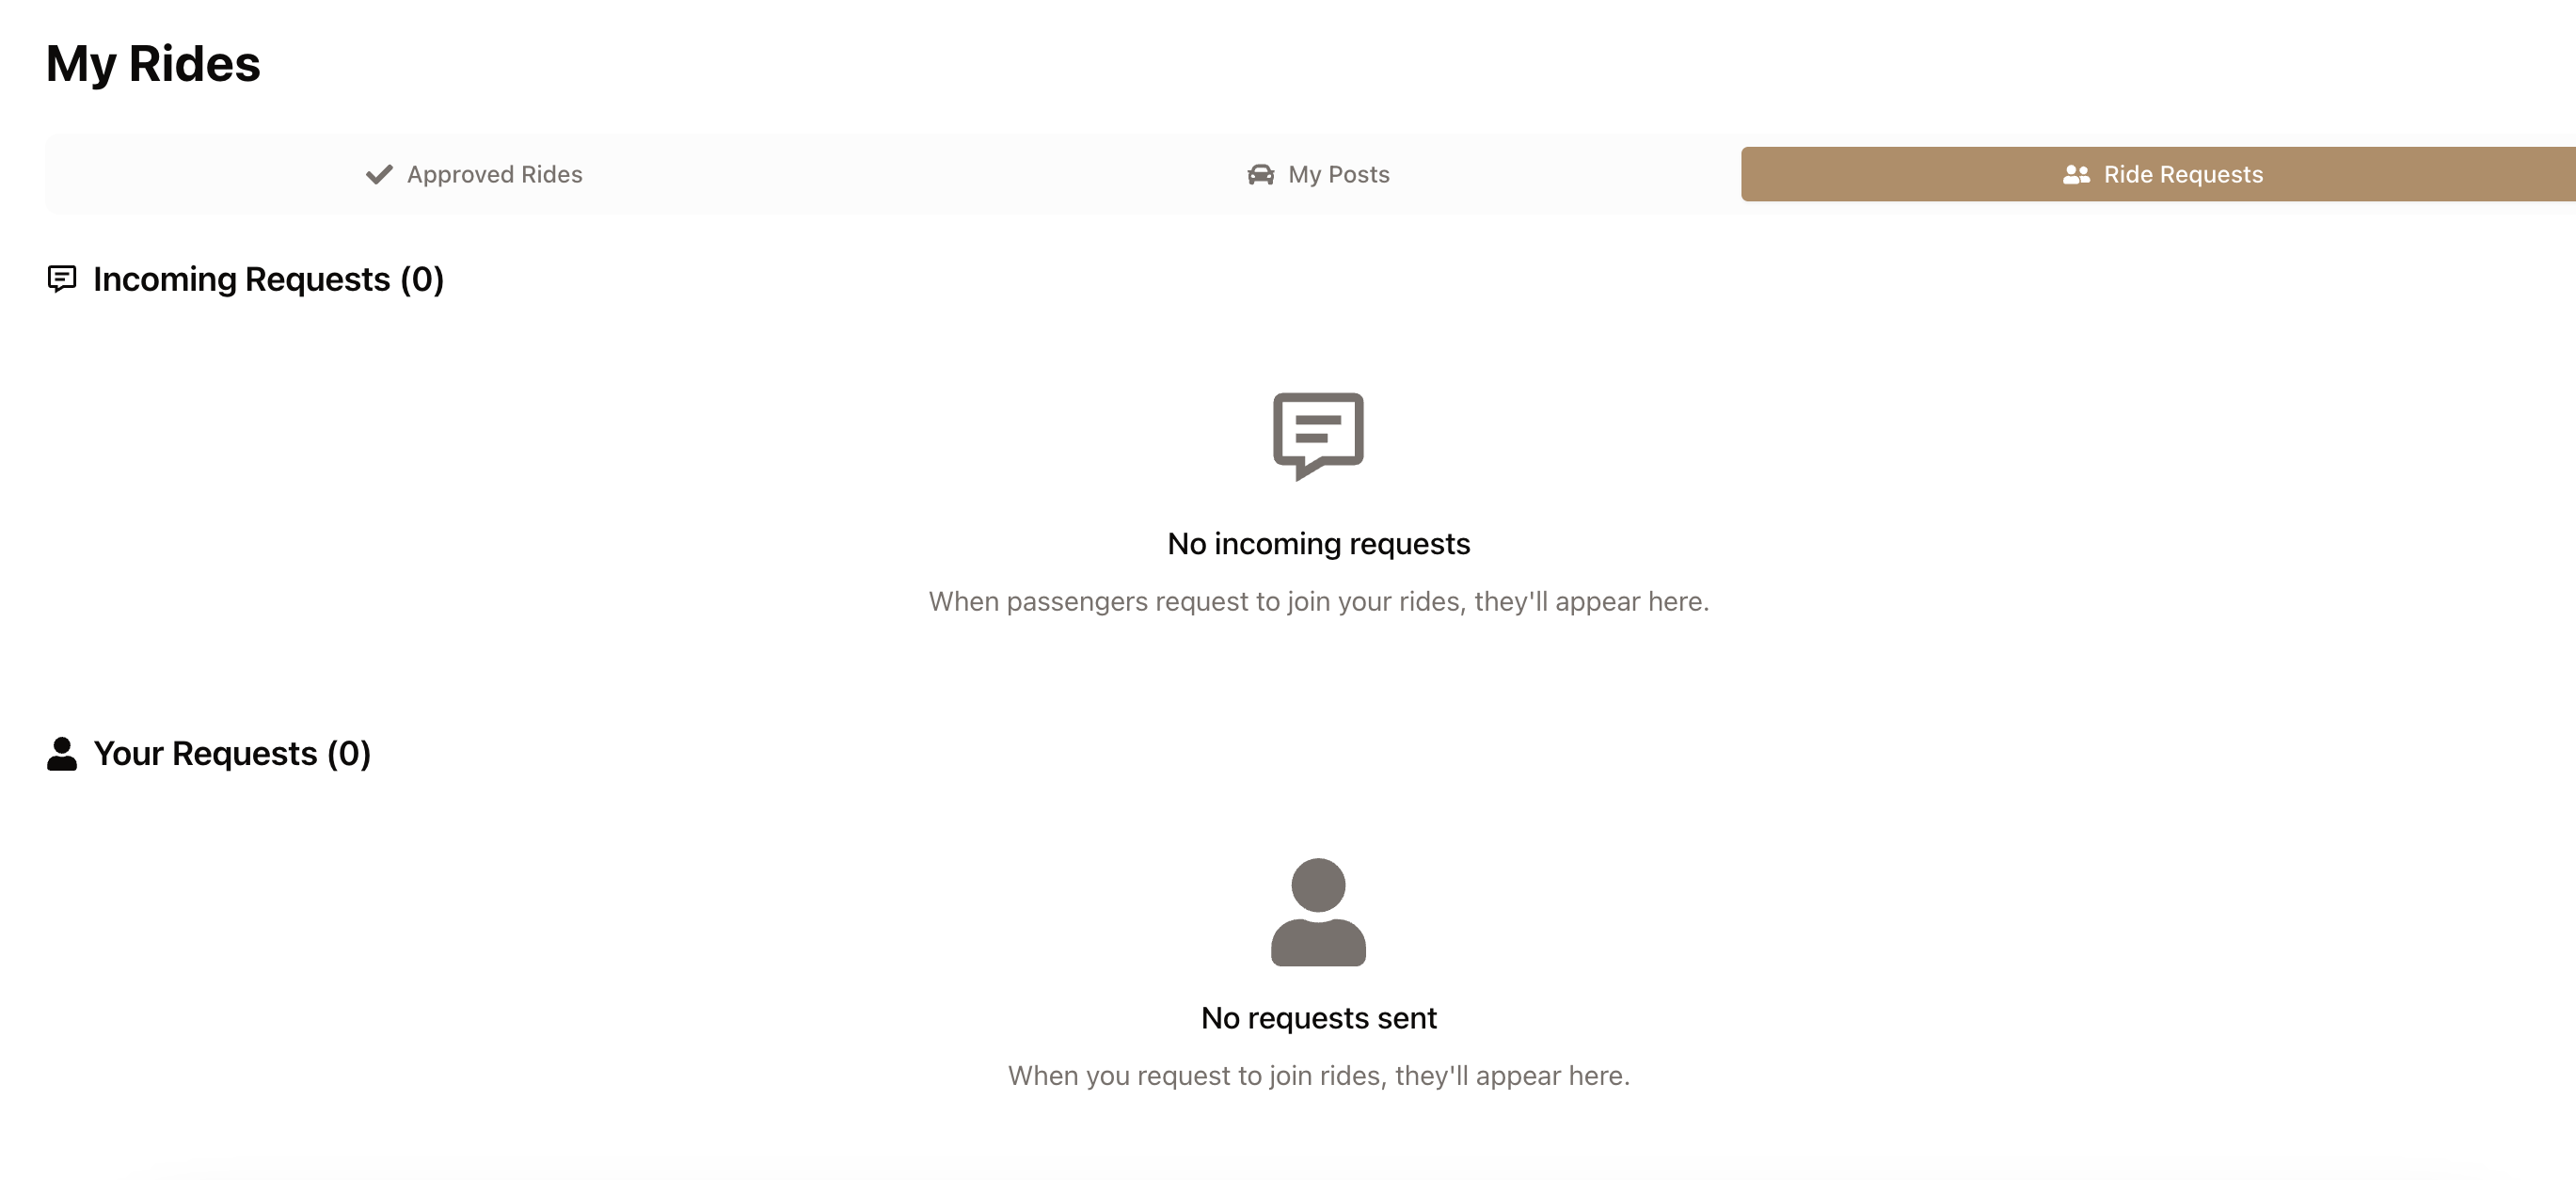 My Rides
Approved Rides
My Posts
Ride Requests
Incoming Requests (0)
No incoming requests
When passengers request to join your rides, they'll appear here.
Your Requests (0)
No requests sent
When you request to join rides, they'll appear here.